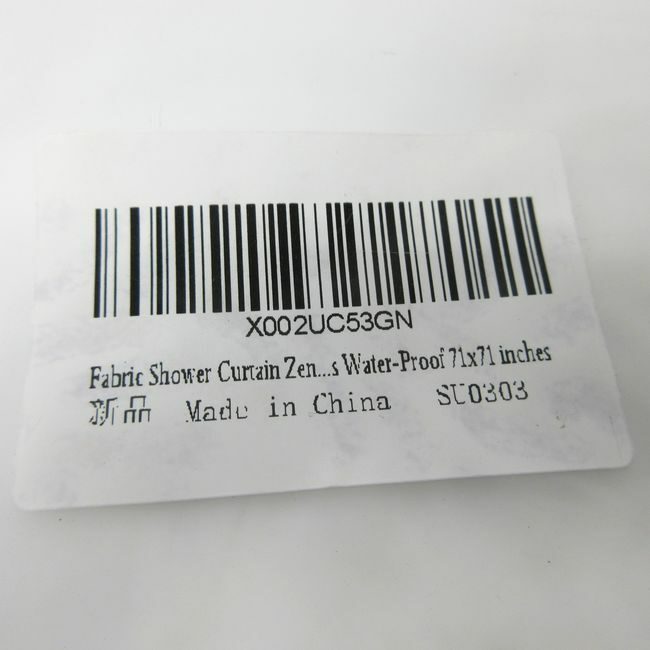 X002UC53GN
Fabric Shower Curtain Zen...s Water-Proof 71x71 inches
新品 Made in China SU0303